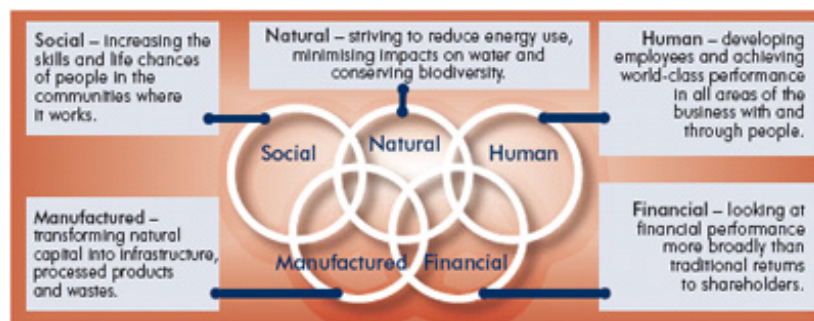 Social – increasing the
skills and life chances
of people in the
communities where
it works.
Natural – striving to reduce energy use,
minimising impacts on water and
conserving biodiversity.
Human – developing
employees and achieving
world-class performance
in all areas of the
business with and
through people.
Social
Natural
Human
Manufactured
Financial
Manufactured –
transforming natural
capital into infrastructure,
processed products
and wastes.
Financial – looking at
financial performance
more broadly than
traditional returns
to shareholders.